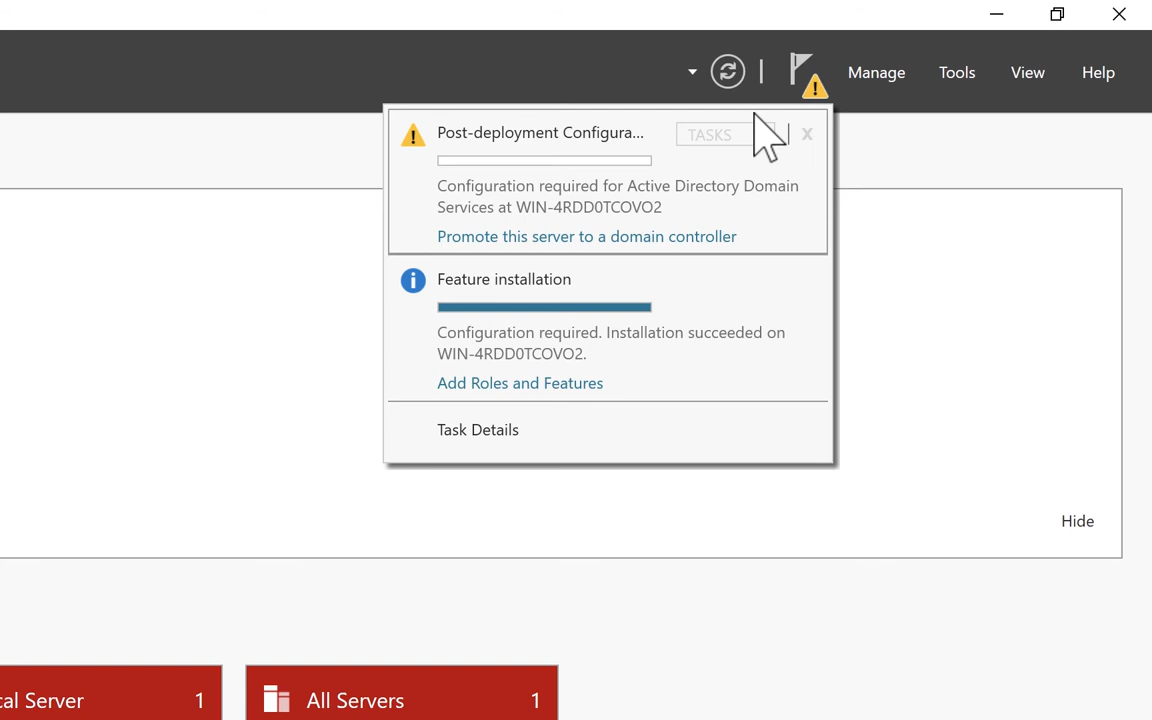 Manage Tools View Help
Post-deployment Configura... TASKS X
Configuration required for Active Directory Domain
Services at WIN-4RDD0TCOVO2
Promote this server to a domain controller
Feature installation
Configuration required. Installation succeeded on
WIN-4RDD0TCOVO2.
Add Roles and Features
Task Details
Hide
cal Server 1
All Servers 1